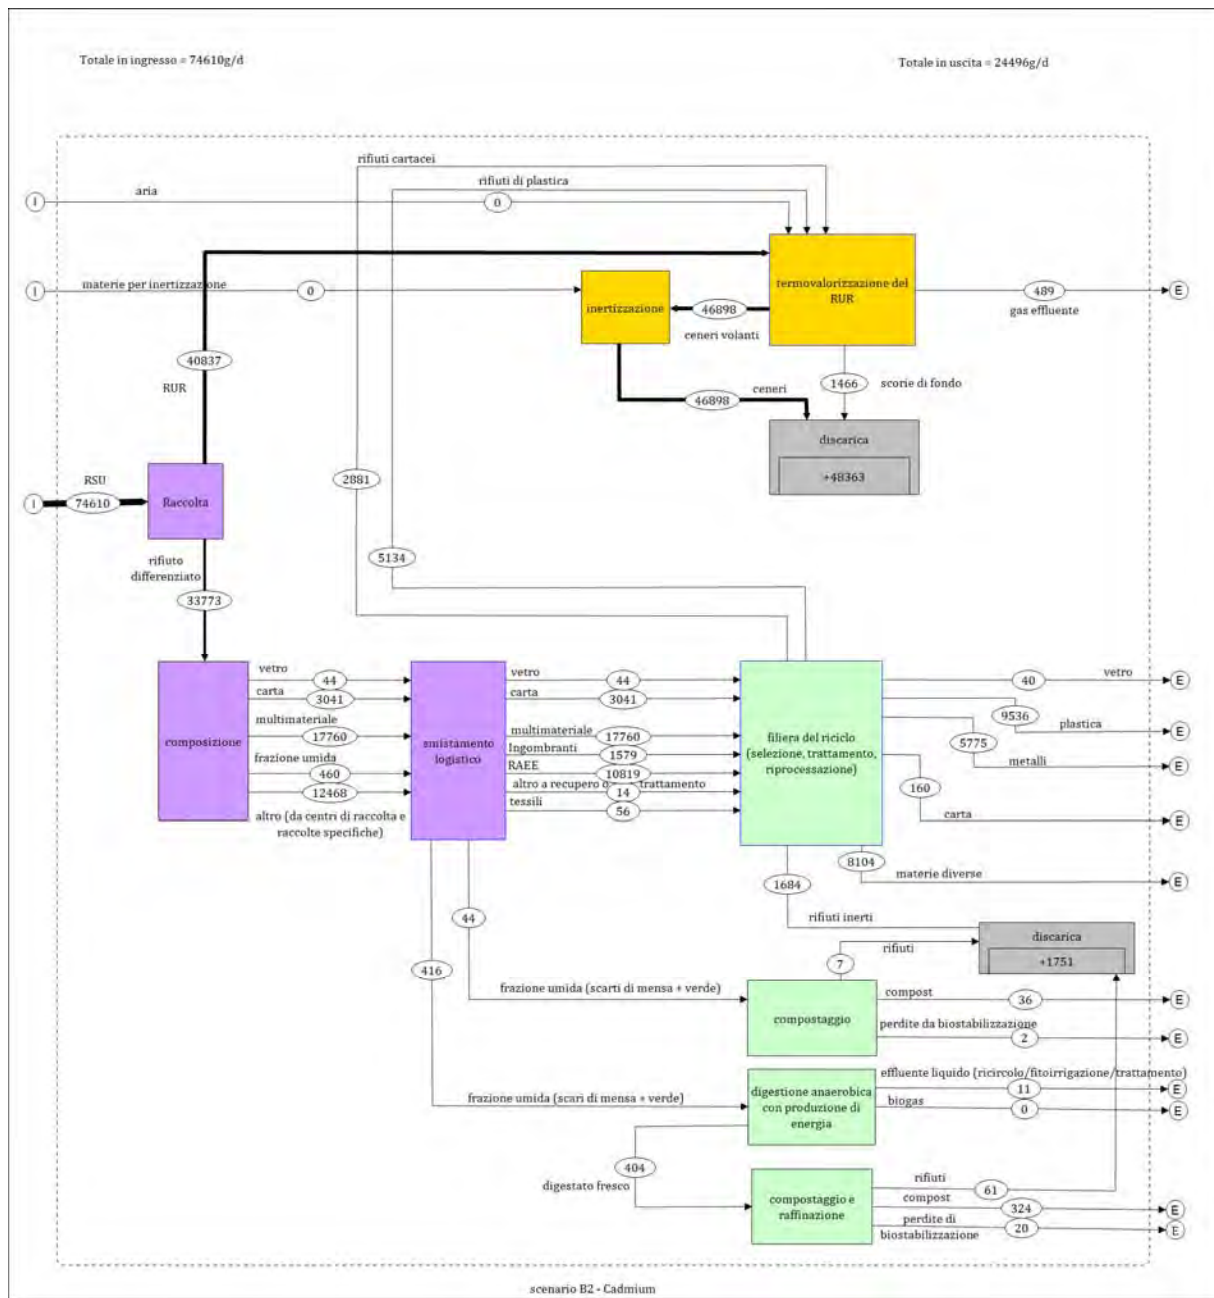 Totale in ingresso = 74610g/d
Totale in uscita = 24496g/d
rifiuti cartacei
rifiuti di plastica
aria
I
0
materie per inertizzazione
I
0
inertizzazione
termovalorizzazione del
RUR
46898
ceneri volanti
489
gas effluente
E
40837
RUR
1466
scorie di fondo
ceneri
46898
discarica
+48363
RSU
I
74610
Raccolta
2881
5134
rifiuto
differenziato
33773
composizione
vetro
44
carta
3041
multimateriale
17760
frazione umida
460
12468
altro (da centri di raccolta e
raccolte specifiche)
smistamento
logistico
vetro
44
carta
3041
multimateriale
17760
Ingombranti
1579
RAEE
10819
altro a recupero o trattamento
14
tessili
56
filiera del riciclo
(selezione, trattamento,
riprocessazione)
40
vetro
E
9536
plastica
E
5775
metalli
E
160
carta
E
8104
materie diverse
E
1684
rifiuti inerti
discarica
+1751
rifiuti
7
44
416
frazione umida (scarti di mensa + verde)
compostaggio
compost
36
E
perdite da biostabilizzazione
2
E
frazione umida (scari di mensa + verde)
digestione anaerobica
con produzione di
energia
effluente liquido (ricircolo/fitoirrigazione/trattamento)
11
E
biogas
0
E
404
digestato fresco
compostaggio e
raffinazione
rifiuti
61
compost
324
E
perdite di
biostabilizzazione
20
E
scenario B2 - Cadmium